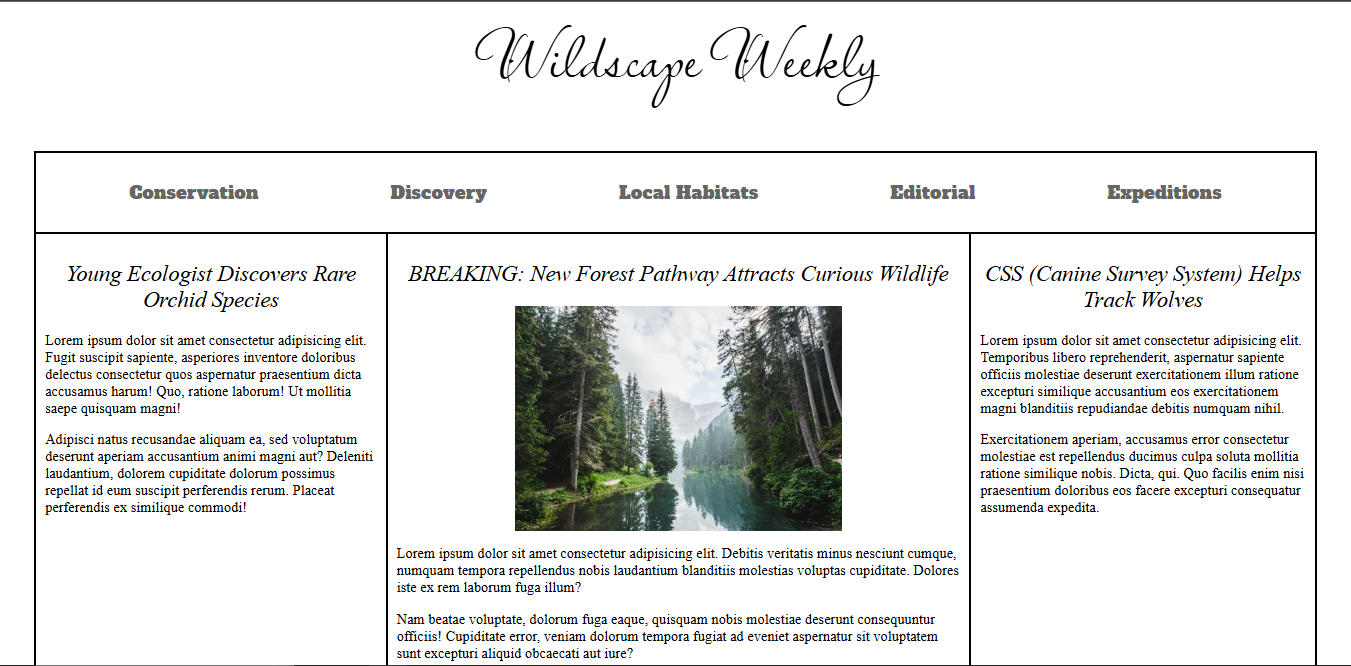 Wildscape Weekly
Conservation
Discovery
Local Habitats
Editorial
Expeditions
Young Ecologist Discovers Rare
Orchid Species
Lorem ipsum dolor sit amet consectetur adipisicing elit.
Fugit suscipit sapiente, asperiores inventore doloribus
delectus consectetur quos aspernatur praesentium dicta
accusamus harum! Quo, ratione laborum! Ut mollitia
saepe quisquam magni!
Adipisci natus recusandae aliquam ea, sed voluptatum
deserunt aperiam accusantium animi magni aut? Deleniti
laudantium, dolorem cupiditate dolorum possimus
repellat id eum suscipit perferendis rerum. Placeat
perferendis ex similique commodi!
BREAKING: New Forest Pathway Attracts Curious Wildlife
Lorem ipsum dolor sit amet consectetur adipisicing elit. Debitis veritatis minus nesciunt cumque,
numquam tempora repellendus nobis laudantium blanditiis molestias voluptas cupiditate. Dolores
iste ex rem laborum fuga illum?
Nam beatae voluptate, dolorum fuga eaque, quisquam nobis molestiae deserunt consequuntur
officiis! Cupiditate error, veniam dolorum tempora fugiat ad eveniet aspernatur sit voluptatem
sunt excepturi aliquid obcaecati aut iure?
CSS (Canine Survey System) Helps
Track Wolves
Lorem ipsum dolor sit amet consectetur adipisicing elit.
Temporibus libero reprehenderit, aspernatur sapiente
officiis molestiae deserunt exercitationem illum ratione
excepturi similique accusantium eos exercitationem
magni blanditiis repudiandae debitis numquam nihil.
Exercitationem aperiam, accusamus error consectetur
molestiae est repellendus ducimus culpa soluta mollitia
ratione similique nobis. Dicta, qui. Quo facilis enim nisi
praesentium doloribus eos facere excepturi consequatur
assumenda expedita.